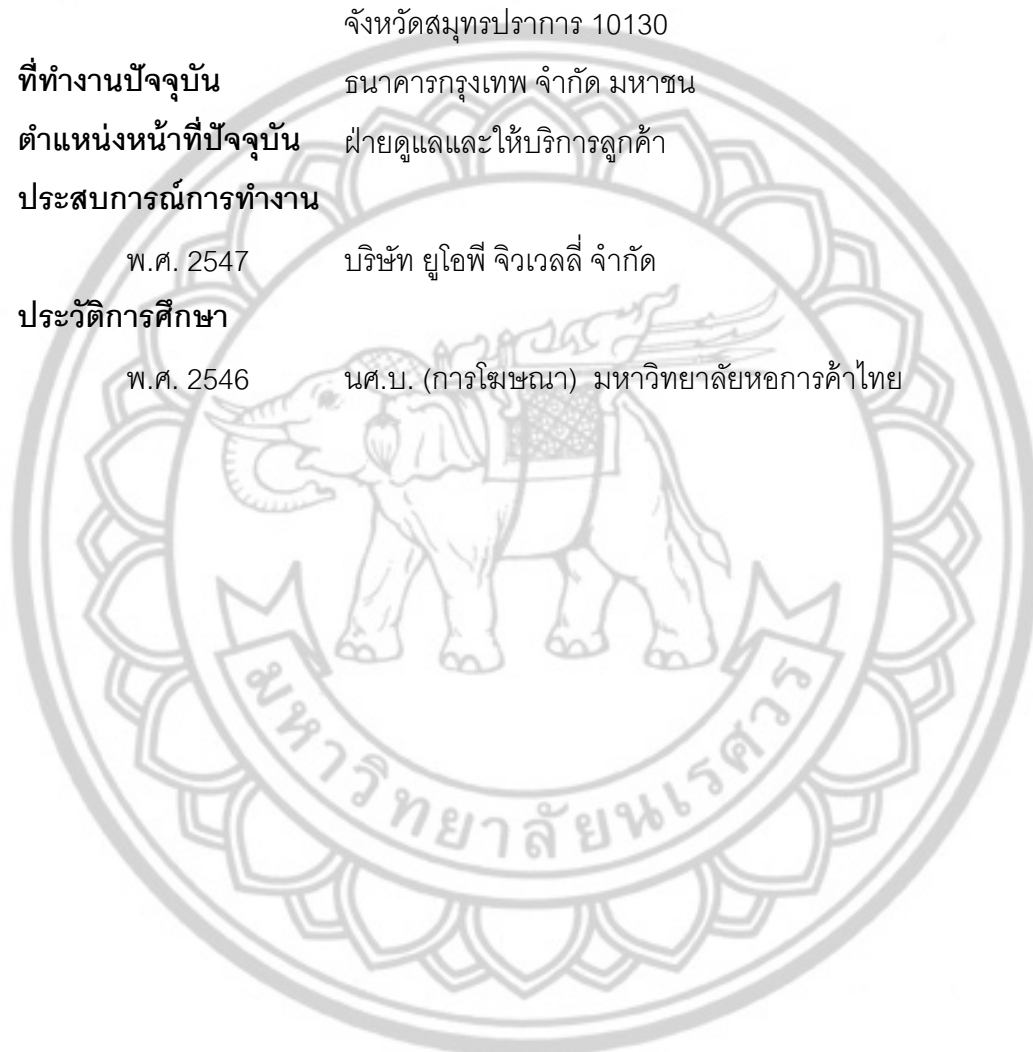 จังหวัดสมุทรปราการ 10130
ที่ทำงานปัจจุบัน ธนาคารกรุงเทพ จำกัด มหาชน
ตำแหน่งหน้าที่ปัจจุบัน ฝ่ายดูแลและให้บริการลูกค้า
ประสบการณ์การทำงาน
พ.ศ. 2547 บริษัท ยูโอพี จิวเวลลี่ จำกัด
ประวัติการศึกษา
พ.ศ. 2546 นศ.บ. (การโฆษณา) มหาวิทยาลัยหอการค้าไทย
มหาวิทยาลัยนเรศวร